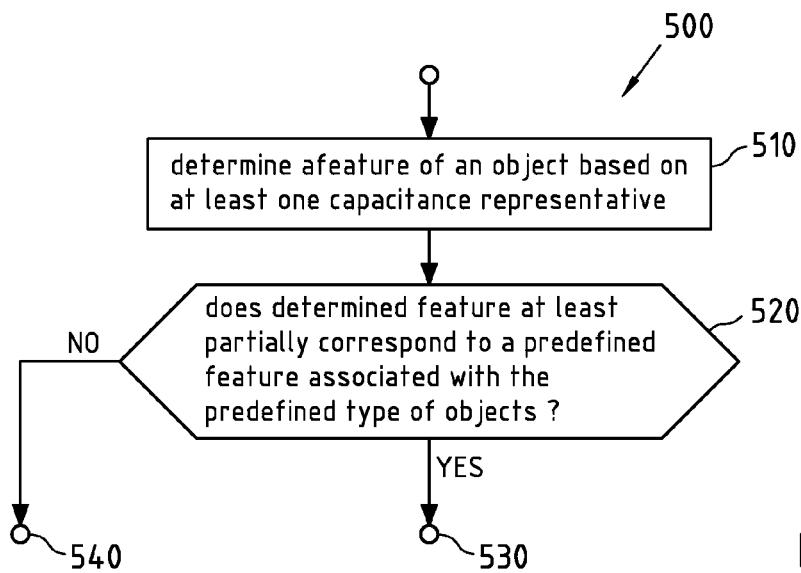 500
determine afeature of an object based on
at least one capacitance representative
510
does determined feature at least
partially correspond to a predefined
feature associated with the
predefined type of objects ?
520
NO
YES
540
530